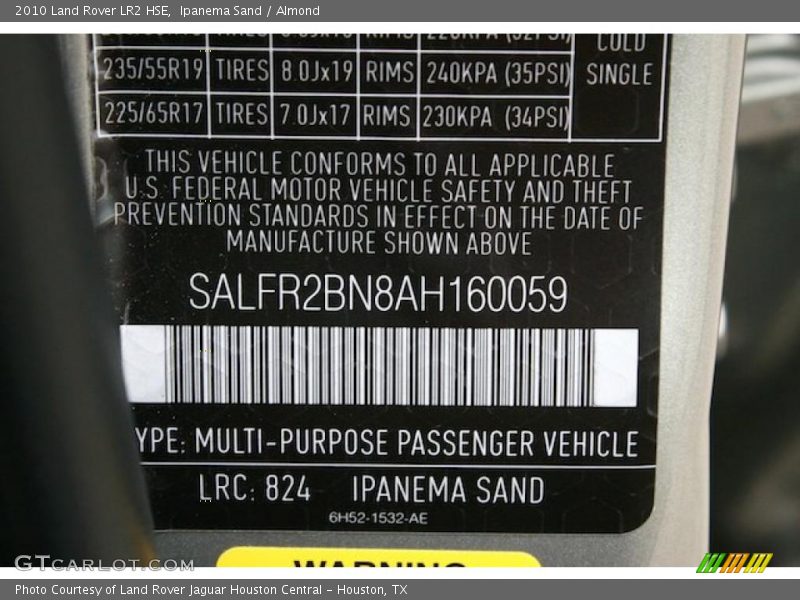 2010 Land Rover LR2 HSE, Ipanema Sand / Almond
COLD
235/55R19 TIRES 8.0Jx19 RIMS 240KPA (35PSI) SINGLE
225/65R17 TIRES 7.0Jx17 RIMS 230KPA (34PSI)
THIS VEHICLE CONFORMS TO ALL APPLICABLE
U.S. FEDERAL MOTOR VEHICLE SAFETY AND THEFT
PREVENTION STANDARDS IN EFFECT ON THE DATE OF
MANUFACTURE SHOWN ABOVE
SALFR2BN8AH160059
YPE: MULTI-PURPOSE PASSENGER VEHICLE
LRC: 824 IPANEMA SAND
6H52-1532-AE
WARNING
GTCARLOT.COM
Photo Courtesy of Land Rover Jaguar Houston Central - Houston, TX